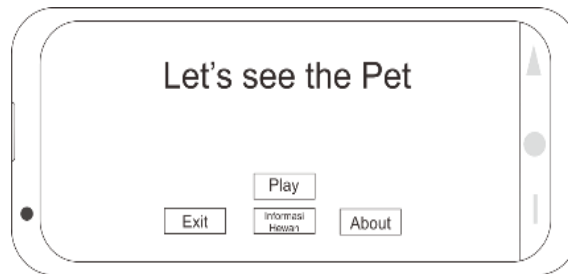 Let's see the Pet
Play
Exit
Informasi
Hewan
About